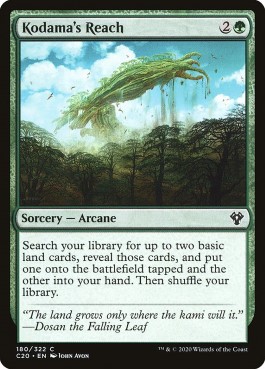 Kodama's Reach 2
Sorcery — Arcane
Search your library for up to two basic
land cards, reveal those cards, and put
one onto the battlefield tapped and the
other into your hand. Then shuffle your
library.
"The land grows only where the kami will it."
—Dosan the Falling Leaf
180/322 C
C20 • EN JOHN AVON
™ & © 2020 Wizards of the Coast